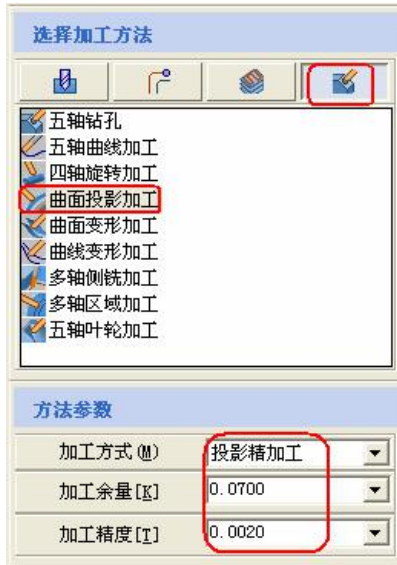 选择加工方法
五轴钻孔
五轴曲线加工
四轴旋转加工
曲面投影加工
曲面变形加工
曲线变形加工
多轴侧铣加工
多轴区域加工
五轴叶轮加工
方法参数
加工方式(M) 投影精加工
加工余量[K] 0.0700
加工精度[T] 0.0020